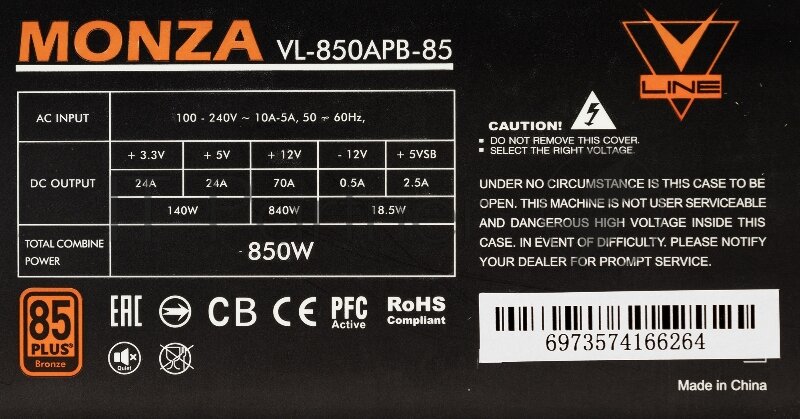 MONZA VL-850APB-85
V
LINE
AC INPUT 100 - 240V ~ 10A-5A, 50 ~ 60Hz,
DC OUTPUT + 3.3V + 5V + 12V - 12V + 5VSB
24A 24A 70A 0.5A 2.5A
140W 840W 18.5W
TOTAL COMBINE
POWER
850W
CAUTION!
DO NOT REMOVE THIS COVER.
SELECT THE RIGHT VOLTAGE.
UNDER NO CIRCUMSTANCE IS THIS CASE TO BE
OPEN. THIS MACHINE IS NOT USER SERVICEABLE
AND DANGEROUS HIGH VOLTAGE INSIDE THIS
CASE. IN EVENT OF DIFFICULTY. PLEASE NOTIFY
YOUR DEALER FOR PROMPT SERVICE.
85
PLUS®
Bronze
EAC
CB CE
PFC
Active
RoHS
Compliant
Quiet
6973574166264
Made in China